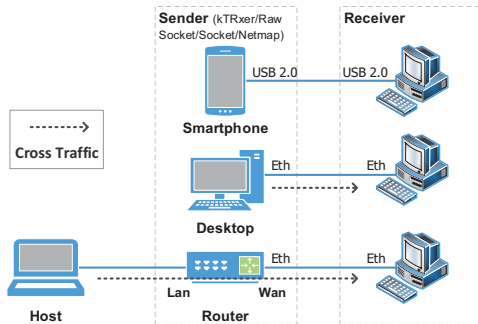 Sender (kTRxer/Raw
Socket/Socket/Netmap)
Receiver
USB 2.0
USB 2.0
Smartphone
Cross Traffic
Eth
Eth
Desktop
Eth
Eth
Lan
Wan
Host
Router